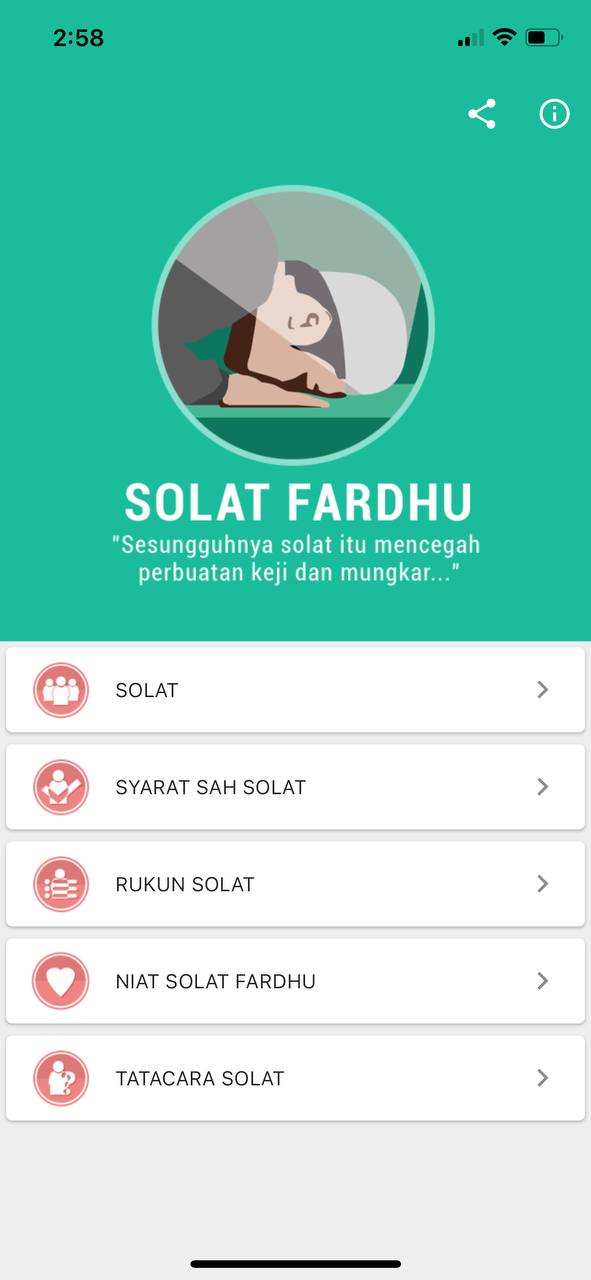 2:58
SOLAT FARDHU
"Sesungguhnya solat itu mencegah
perbuatan keji dan mungkar..."
SOLAT
SYARAT SAH SOLAT
RUKUN SOLAT
NIAT SOLAT FARDHU
TATACARA SOLAT